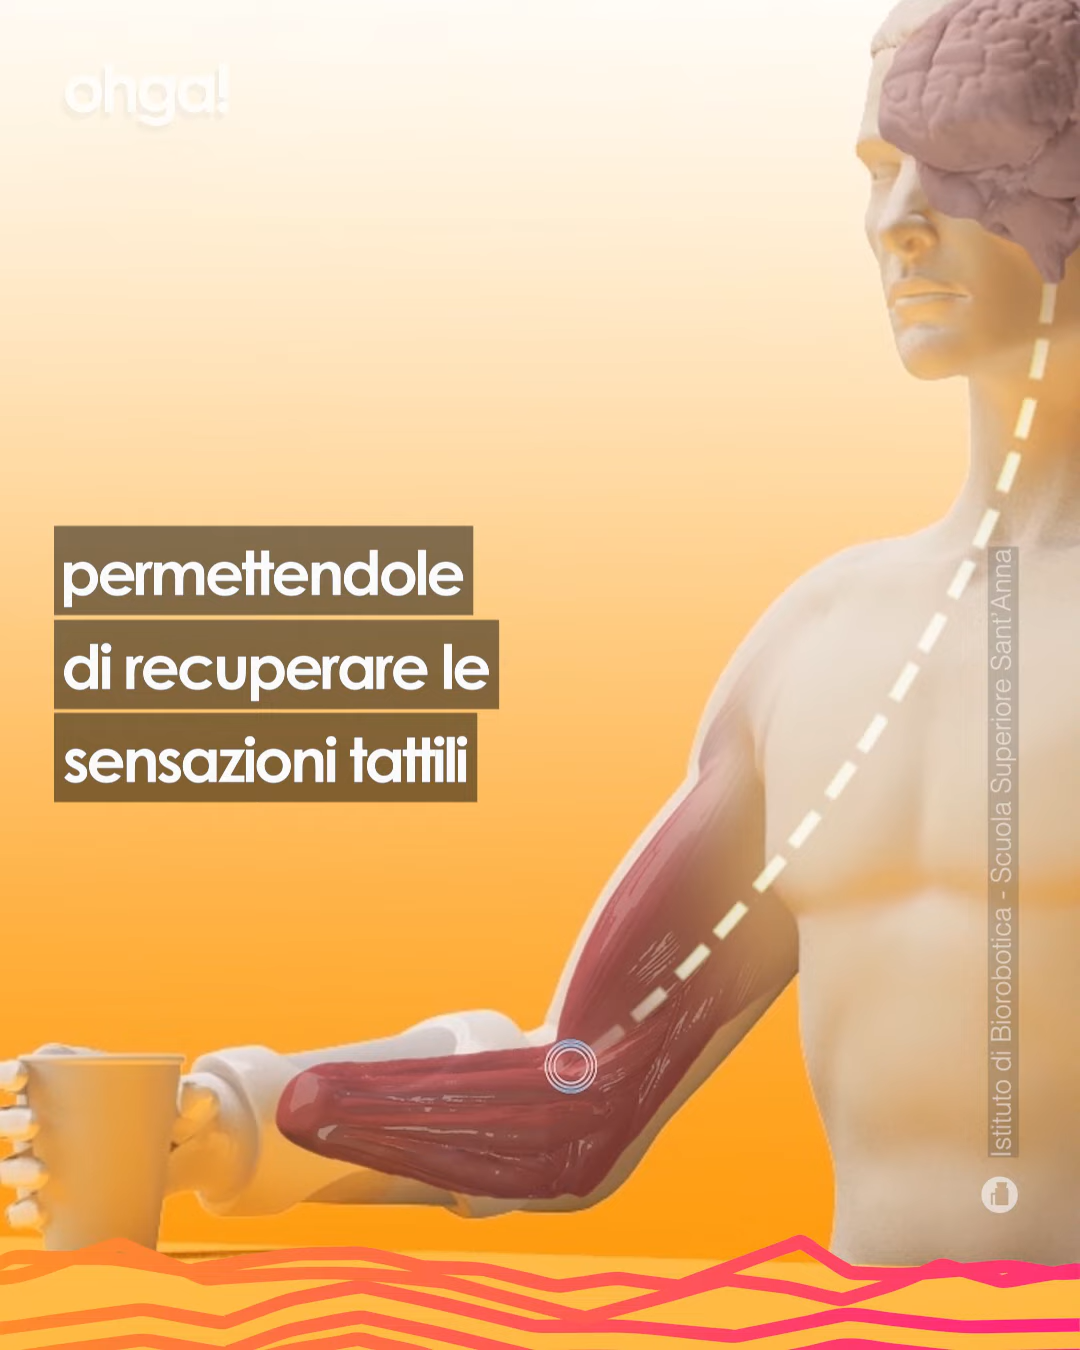 ohga!
permettendole
di recuperare le
sensazioni tattili
Istituto di Biorobotica - Scuola Superiore Sant'Anna